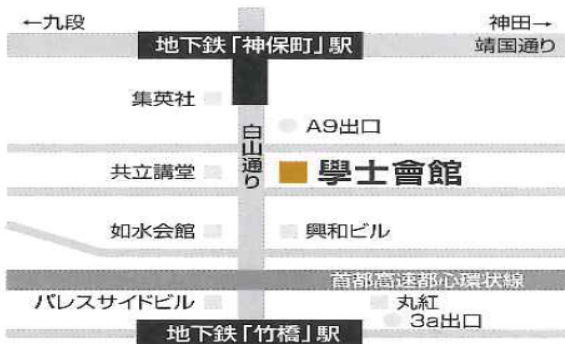 ←九段
神田→
地下鉄「神保町」駅
靖国通り
集英社
A9出口
白山通り
共立講堂
學士會館
如水会館
興和ビル
首都高速都心環状線
パレスサイドビル
丸紅
3a出口
地下鉄「竹橋」駅